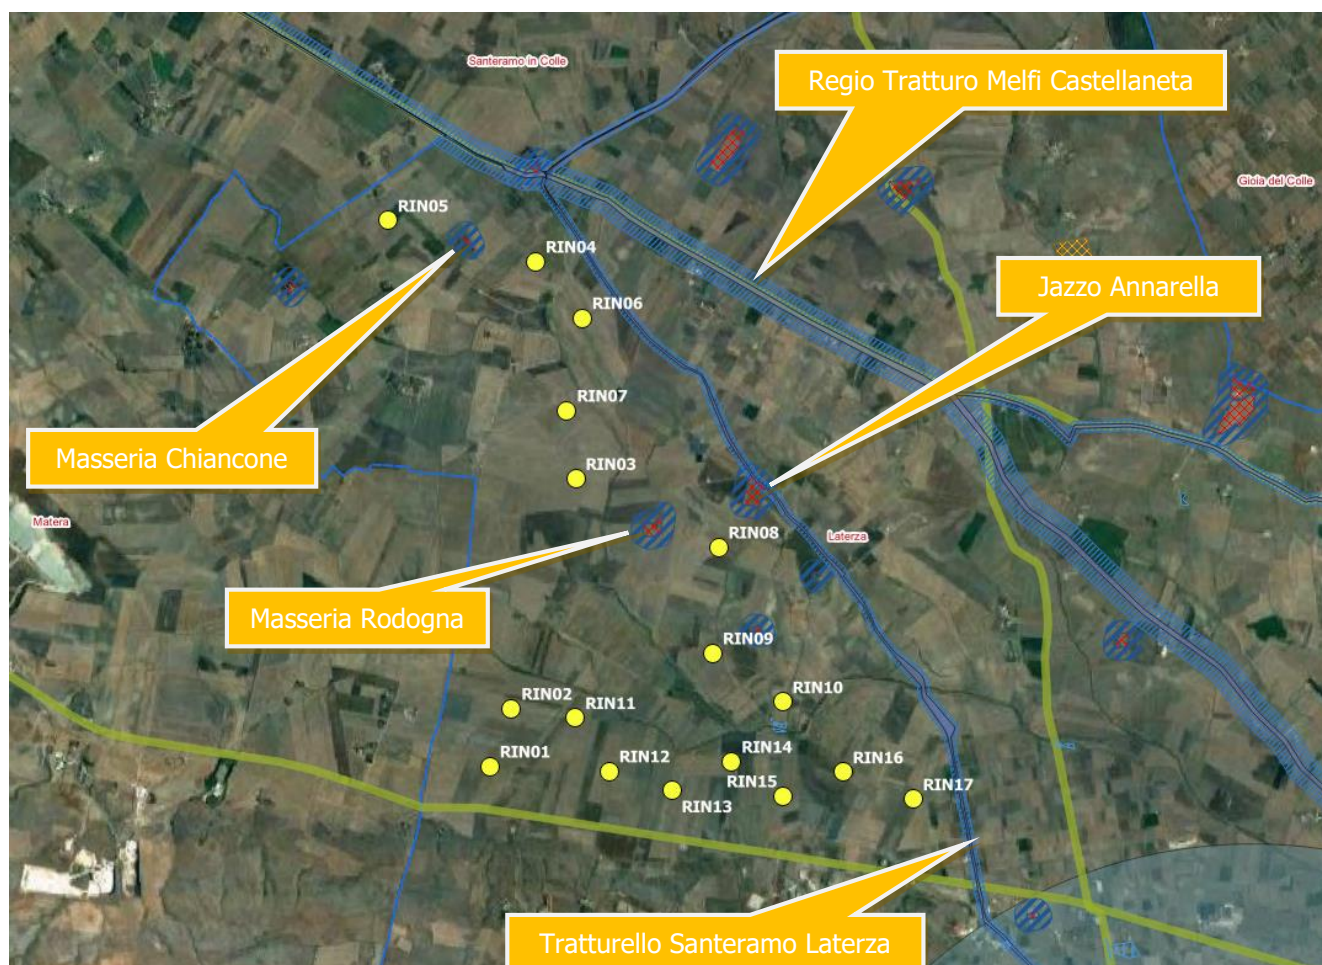 Santeramo in Colle
Regio Tratturo Melfi Castellaneta
Gioia del Colle
RIN05
RIN04
Jazzo Annarella
RIN06
RIN07
Masseria Chiancone
RIN03
Matera
RIN08
Laterza
Masseria Rodogna
RIN09
RIN10
RIN02
RIN11
RIN01
RIN12
RIN14
RIN16
RIN15
RIN17
RIN13
Tratturello Santeramo Laterza